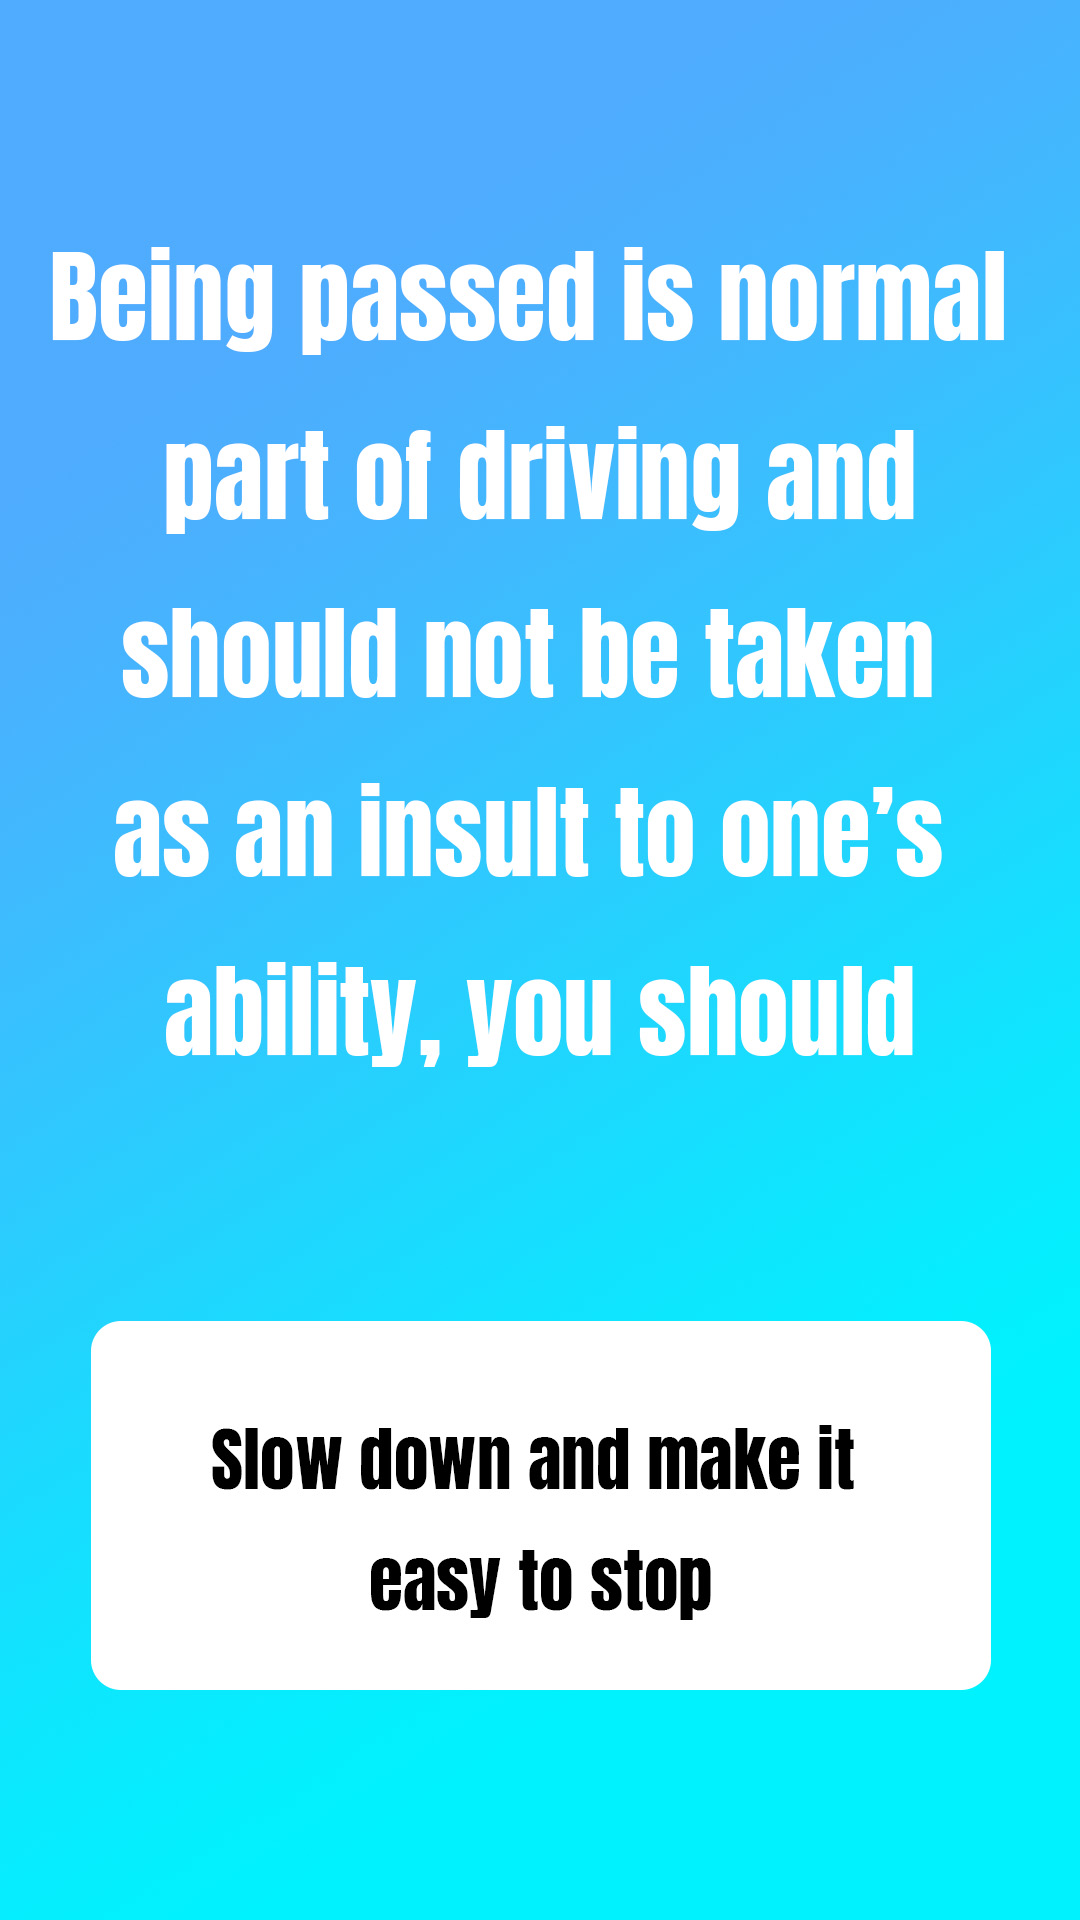 Being passed is normal
part of driving and
should not be taken
as an insult to one’s
ability, you should
Slow down and make it
easy to stop